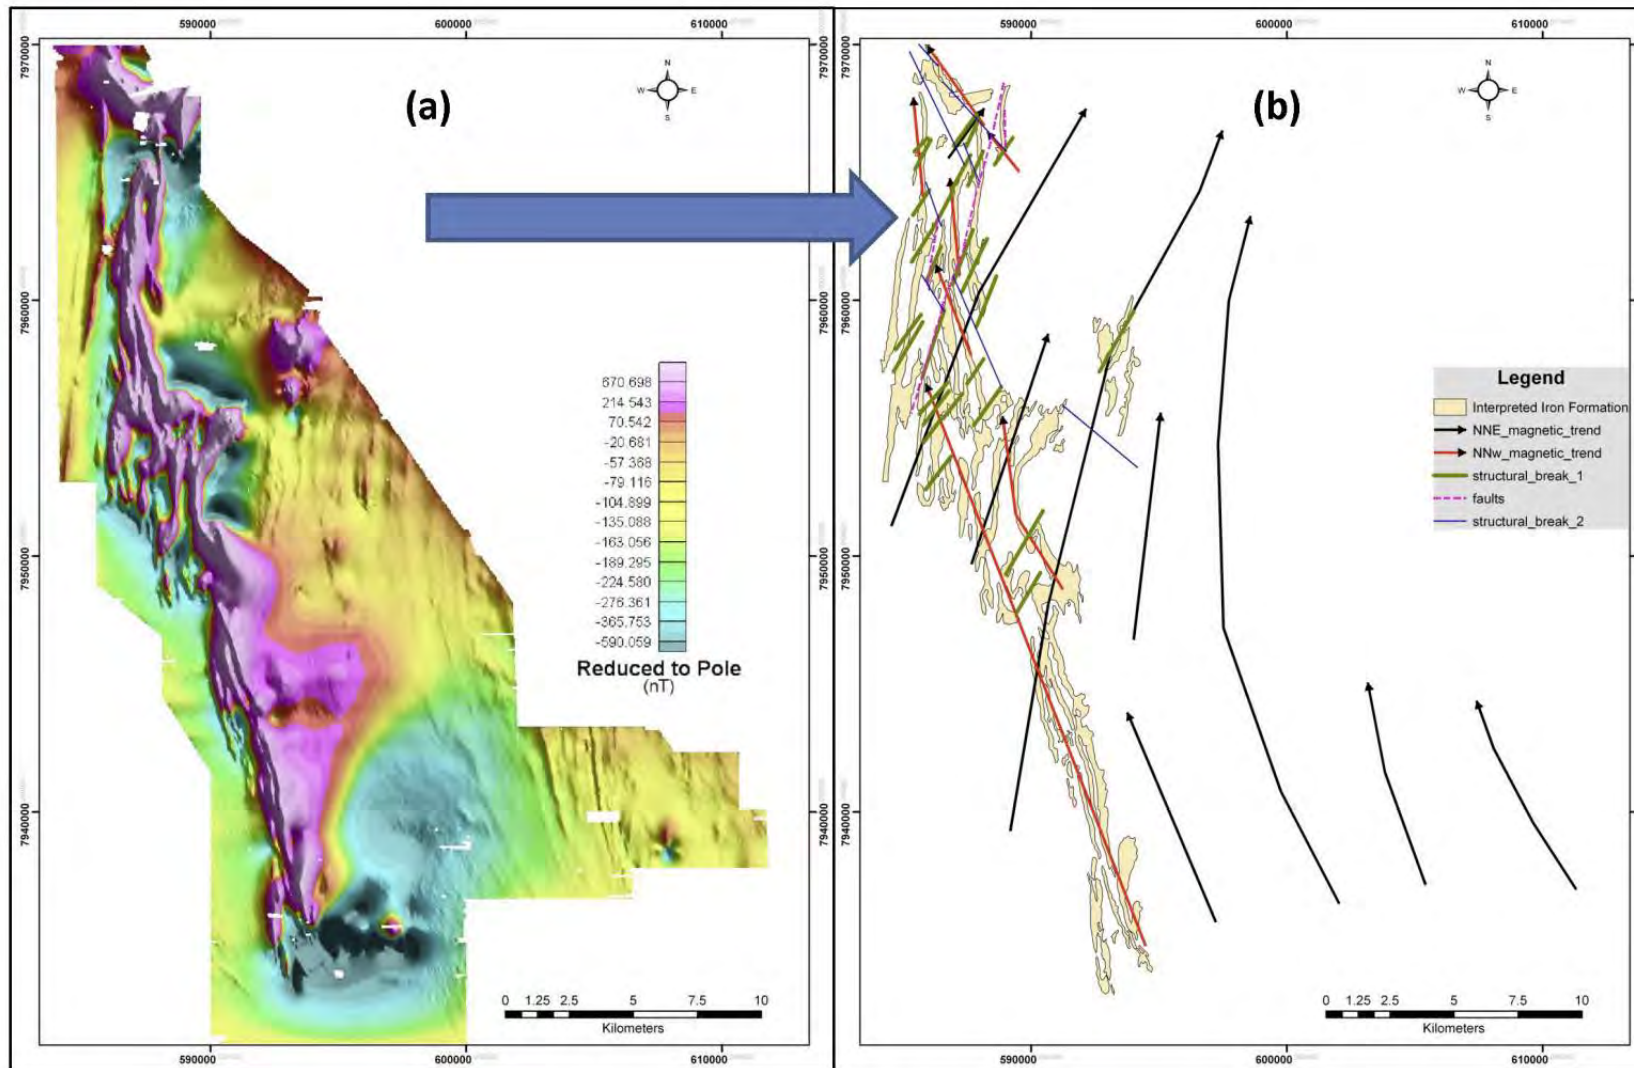 590000 600000 610000
590000 600000 610000
7970000
7960000
7950000
7940000
(a)
N
W E
S
670.698
214.543
70.542
-20.681
-57.368
-79.116
-104.899
-135.088
-163.056
-189.295
-224.580
-276.361
-365.753
-590.059
Reduced to Pole
(nT)
0 1.25 2.5 5 7.5 10
Kilometers
590000 600000 610000
7970000
7960000
7950000
7940000
(b)
N
W E
S
Legend
Interpreted Iron Formation
NNE_magnetic_trend
NNw_magnetic_trend
structural_break_1
faults
structural_break_2
0 1.25 2.5 5 7.5 10
Kilometers
590000 600000 610000